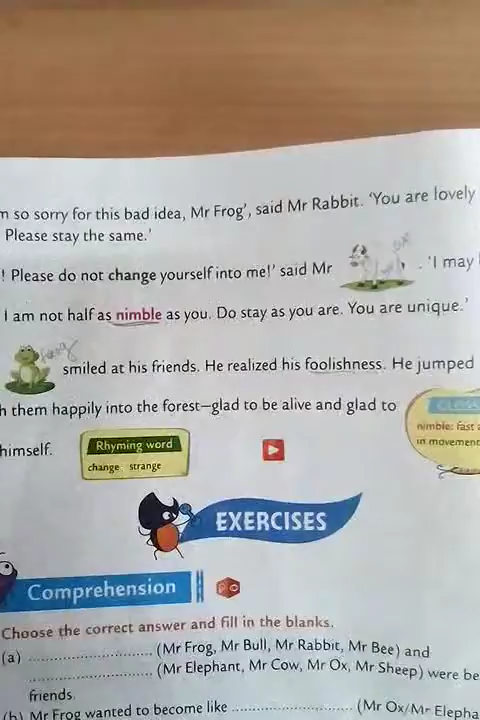 m so sorry for this bad idea, Mr Frog', said Mr Rabbit. 'You are lovely
Please stay the same.'
! Please do not change yourself into me!' said Mr ox . 'I may
I am not half as nimble as you. Do stay as you are. You are unique.'
frog smiled at his friends. He realized his foolishness. He jumped
h them happily into the forest—glad to be alive and glad to
himself.
Rhyming word
change strange
nimble: fast
in movement
EXERCISES
Comprehension
Choose the correct answer and fill in the blanks.
(a) ............................ (Mr Frog, Mr Bull, Mr Rabbit, Mr Bee) and
............................ (Mr Elephant, Mr Cow, Mr Ox, Mr Sheep) were be
friends.
(b) Mr Frog wanted to become like ............................ (Mr Ox/Mr Elepha